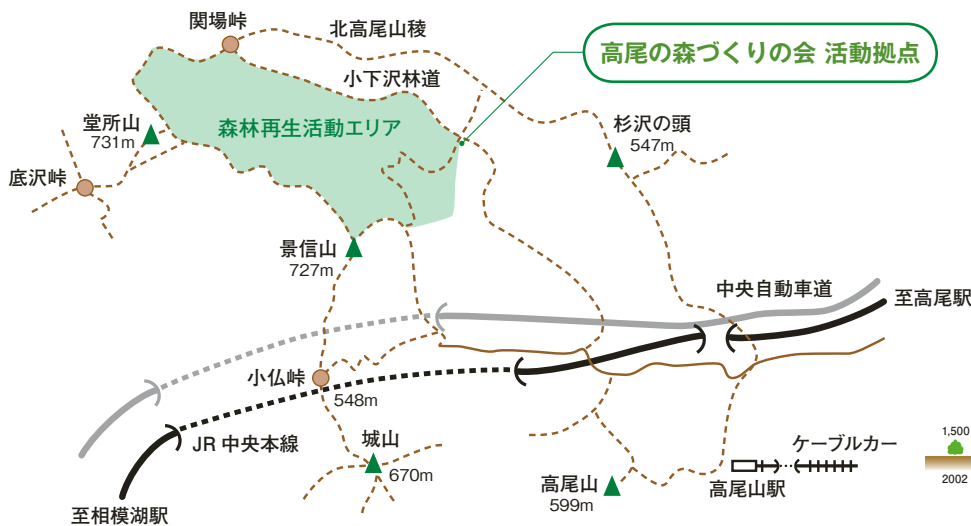 関場峠
北高尾山稜
高尾の森づくりの会 活動拠点
小下沢林道
森林再生活動エリア
堂所山
731m
杉沢の頭
547m
底沢峠
景信山
727m
中央自動車道
至高尾駅
小仏峠
548m
JR 中央本線
城山
670m
高尾山
599m
ケーブルカー
高尾山駅
1,500
2002
至相模湖駅